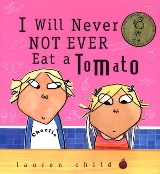 I Will Never
NOT EVER
Eat a Tomato
Charlie
lauren child